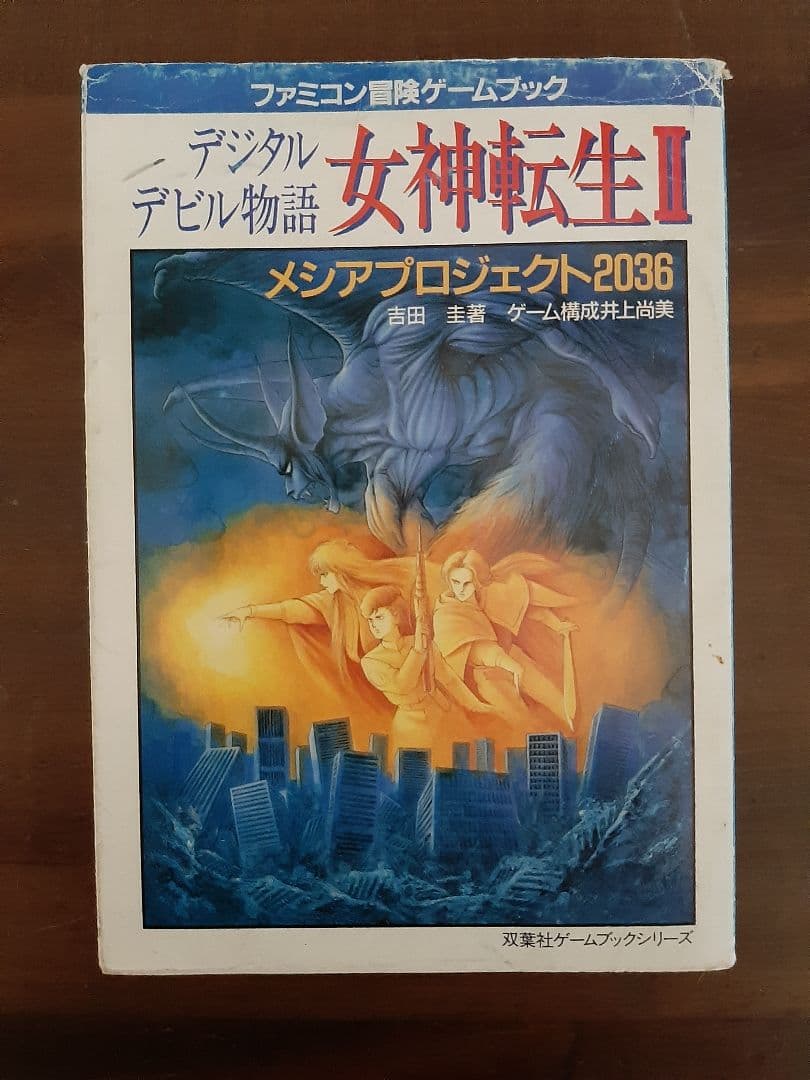 ファミコン冒険ゲームブック
デジタル
デビル物語
女神転生II
メシアプロジェクト2036
吉田 圭著 ゲーム構成井上尚美
双葉社ゲームブックシリーズ